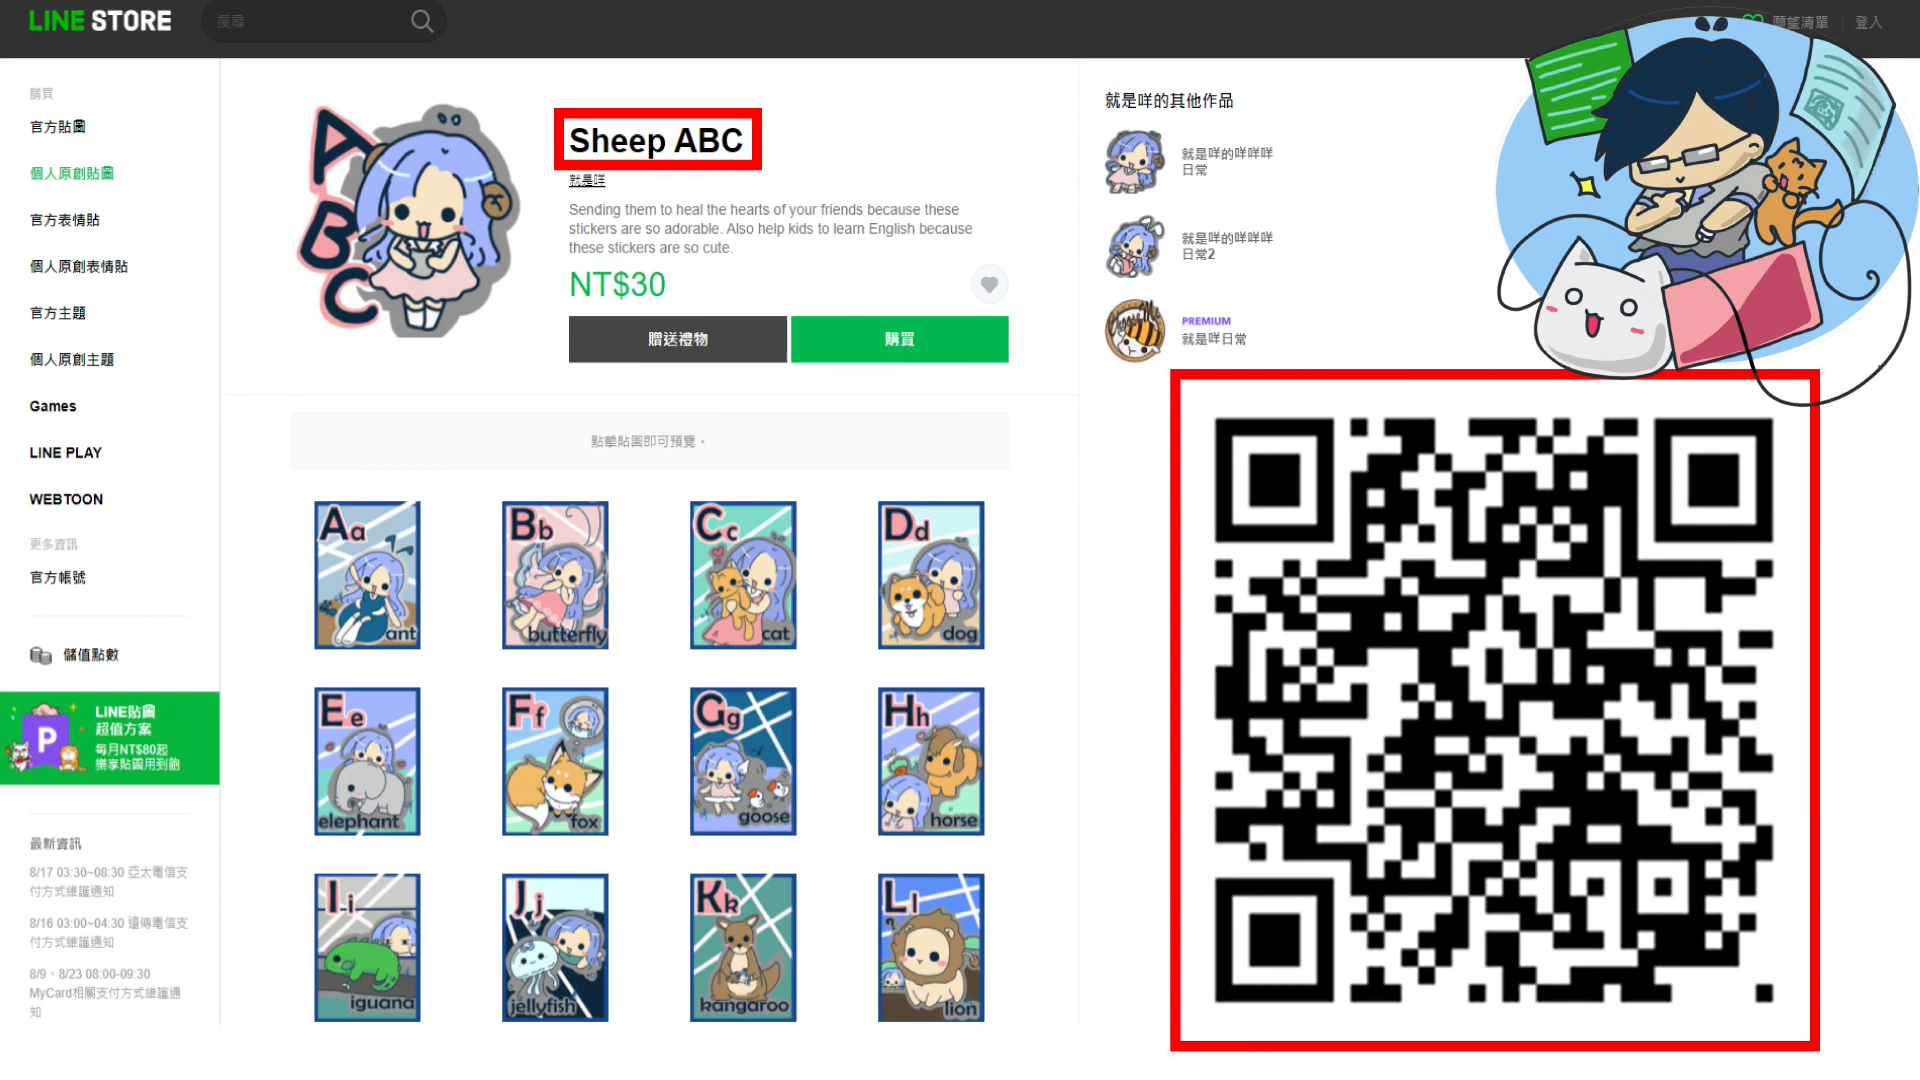 LINE STORE
搜尋
願望清單
登入
購買
官方貼圖
個人原創貼圖
官方表情貼
個人原創表情貼
官方主題
個人原創主題
Games
LINE PLAY
WEBTOON
更多資訊
官方帳號
儲值點數
P
LINE貼圖
超值方案
每月NT$80起
樂享貼圖用到飽
最新資訊
8/17 03:30~08:30 亞太電信支
付方式維護通知
8/16 03:00~04:30 遠傳電信支
付方式維護通知
8/9、8/23 08:00-09:30
MyCard相關支付方式維護通
知
A
B
C
Sheep ABC
就是咩
Sending them to heal the hearts of your friends because these
stickers are so adorable. Also help kids to learn English because
these stickers are so cute.
NT$30
贈送禮物
購買
點擊貼圖即可預覽。
Aa
ant
Bb
butterfly
Cc
cat
Dd
dog
Ee
elephant
Ff
fox
Gg
goose
Hh
horse
Ii
iguana
Jj
jellyfish
Kk
kangaroo
Ll
lion
就是咩的其他作品
就是咩的咩咩咩
日常
就是咩的咩咩咩
日常2
PREMIUM
就是咩日常